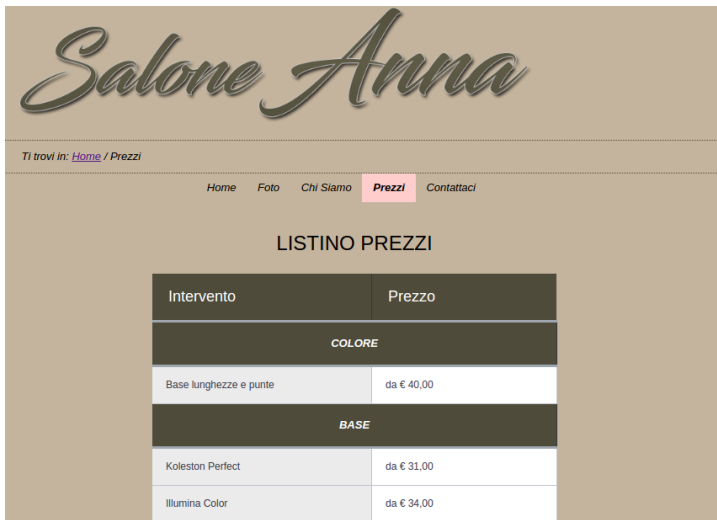 Salone Anna
Ti trovi in: Home / Prezzi
Home Foto Chi Siamo Prezzi Contattaci
LISTINO PREZZI
Intervento Prezzo
COLORE
Base lunghezze e punte da € 40,00
BASE
Koleston Perfect da € 31,00
Illumina Color da € 34,00